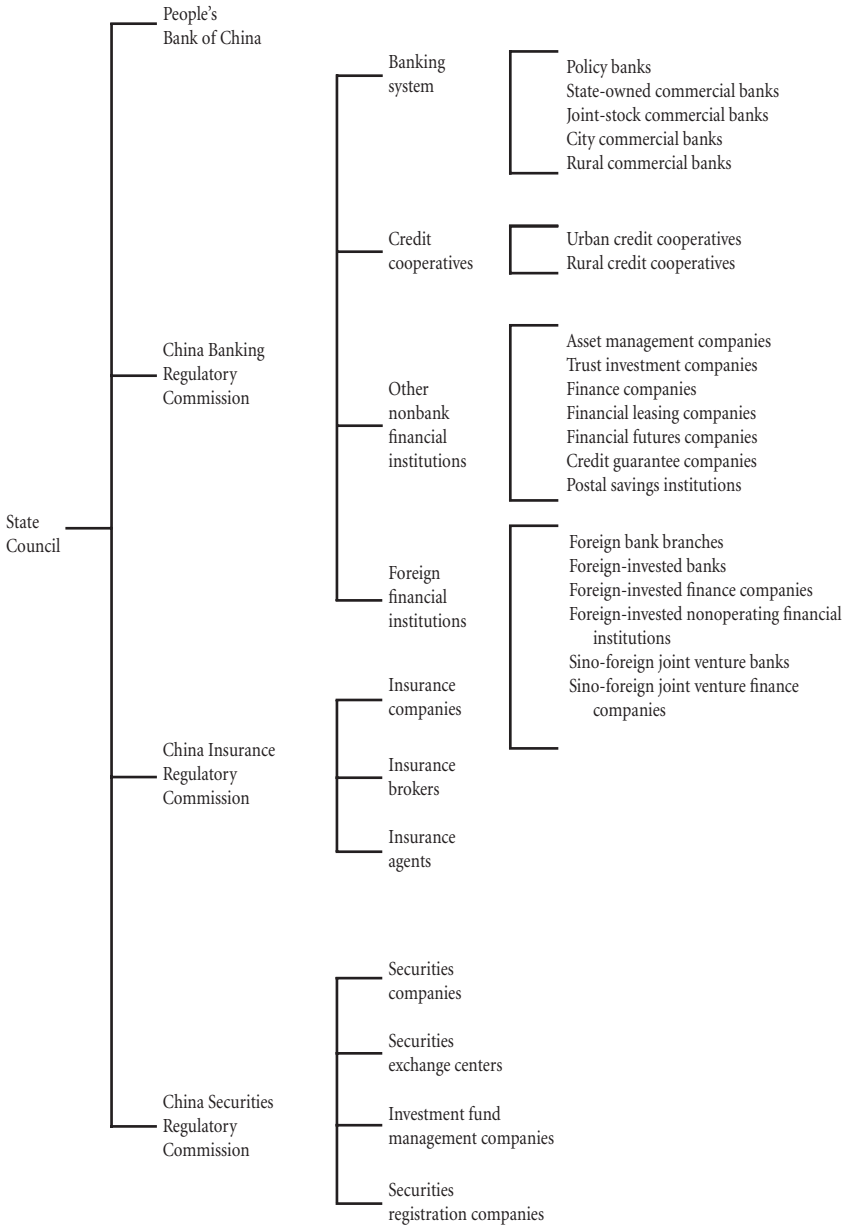 People's
Bank of China
Banking
system
Policy banks
State-owned commercial banks
Joint-stock commercial banks
City commercial banks
Rural commercial banks
Credit
cooperatives
Urban credit cooperatives
Rural credit cooperatives
China Banking
Regulatory
Commission
Other
nonbank
financial
institutions
Asset management companies
Trust investment companies
Finance companies
Financial leasing companies
Financial futures companies
Credit guarantee companies
Postal savings institutions
State
Council
Foreign
financial
institutions
Foreign bank branches
Foreign-invested banks
Foreign-invested finance companies
Foreign-invested nonoperating financial
institutions
Sino-foreign joint venture banks
Sino-foreign joint venture finance
companies
China Insurance
Regulatory
Commission
Insurance
companies
Insurance
brokers
Insurance
agents
China Securities
Regulatory
Commission
Securities
companies
Securities
exchange centers
Investment fund
management companies
Securities
registration companies